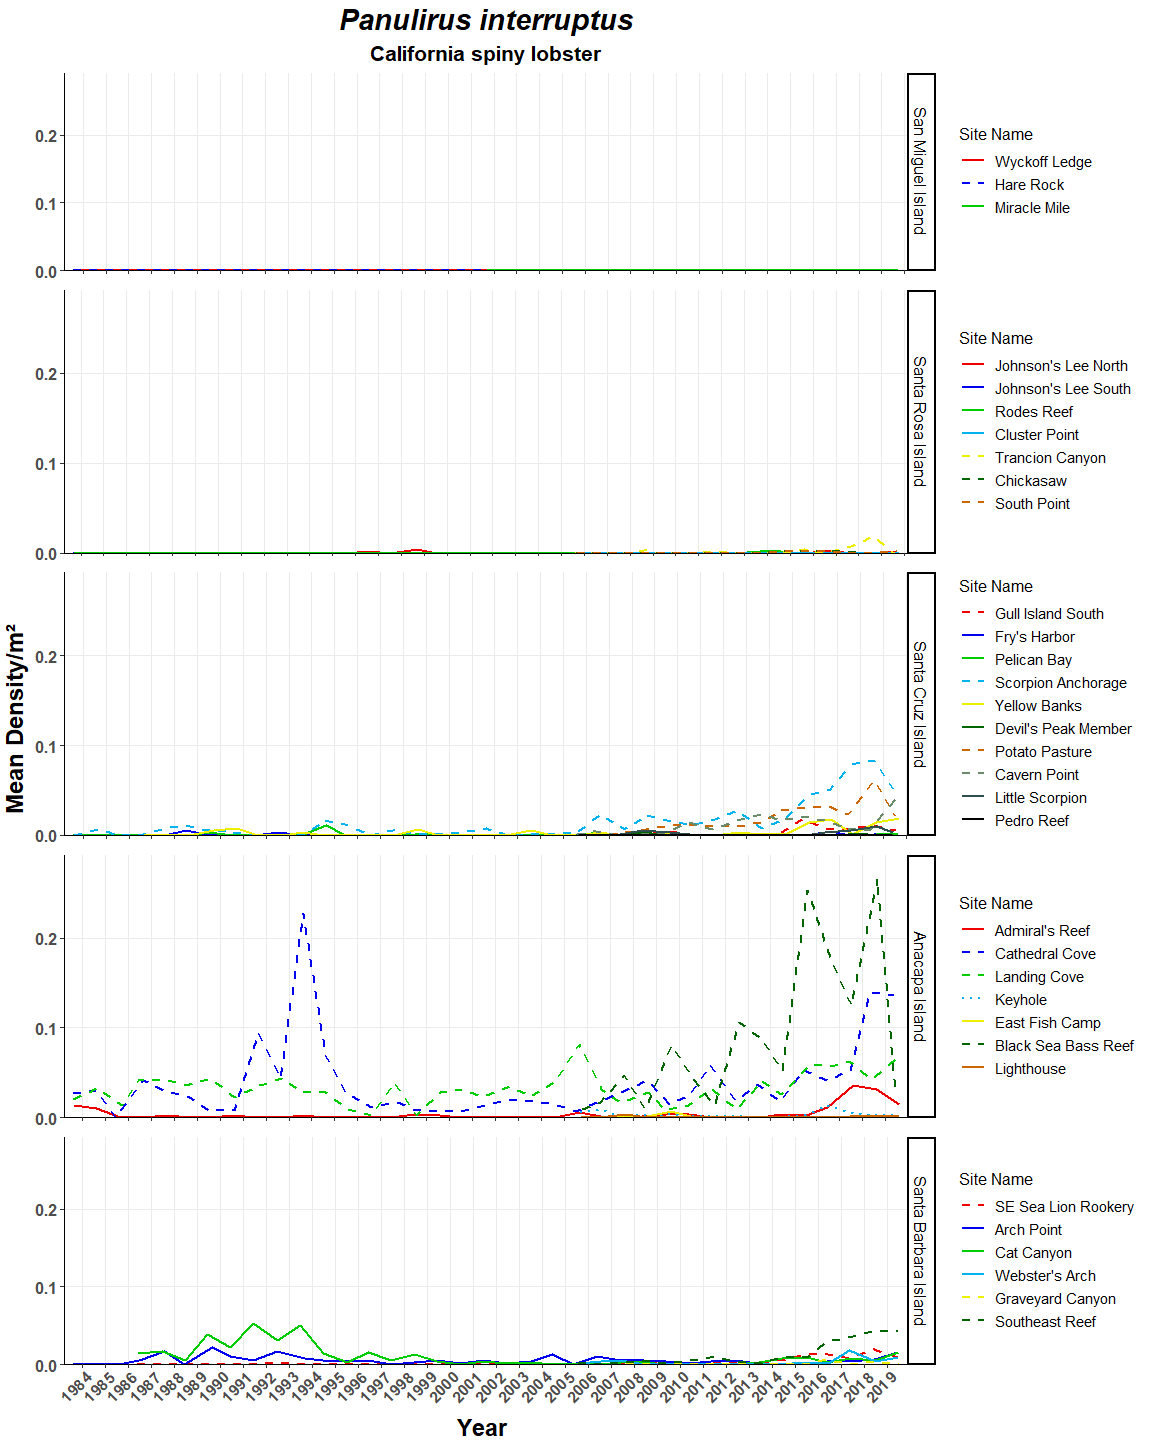 Panulirus interruptus
California spiny lobster
Mean Density/m²
0.2
0.1
0.0
San Miguel Island
Site Name
Wyckoff Ledge
Hare Rock
Miracle Mile
0.2
0.1
0.0
Santa Rosa Island
Site Name
Johnson's Lee North
Johnson's Lee South
Rodes Reef
Cluster Point
Trancion Canyon
Chickasaw
South Point
0.2
0.1
0.0
Santa Cruz Island
Site Name
Gull Island South
Fry's Harbor
Pelican Bay
Scorpion Anchorage
Yellow Banks
Devil's Peak Member
Potato Pasture
Cavern Point
Little Scorpion
Pedro Reef
0.2
0.1
0.0
Anacapa Island
Site Name
Admiral's Reef
Cathedral Cove
Landing Cove
Keyhole
East Fish Camp
Black Sea Bass Reef
Lighthouse
0.2
0.1
0.0
Santa Barbara Island
Site Name
SE Sea Lion Rookery
Arch Point
Cat Canyon
Webster's Arch
Graveyard Canyon
Southeast Reef
1984 1985 1986 1987 1988 1989 1990 1991 1992 1993 1994 1995 1996 1997 1998 1999 2000 2001 2002 2003 2004 2005 2006 2007 2008 2009 2010 2011 2012 2013 2014 2015 2016 2017 2018 2019
Year